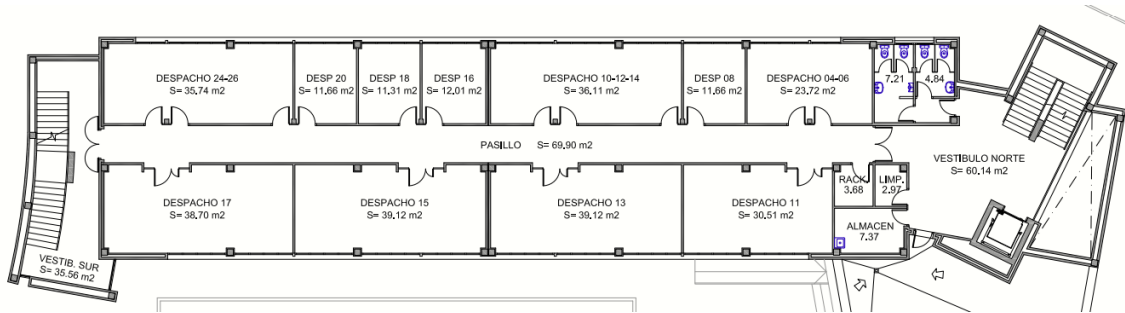 DESPACHO 24-26
S= 35.74 m2
DESP 20
S= 11.66 m2
DESP 18
S= 11.31 m2
DESP 16
S= 12.01 m2
DESPACHO 10-12-14
S= 36.11 m2
DESP 08
S= 11.66 m2
DESPACHO 04-06
S= 23.72 m2
7.21
4.84
PASILLO S= 69.90 m2
VESTIBULO NORTE
S= 60.14 m2
DESPACHO 17
S= 38.70 m2
DESPACHO 15
S= 39.12 m2
DESPACHO 13
S= 39.12 m2
DESPACHO 11
S= 30.51 m2
RACK
3.68
LIMP.
2.97
ALMACEN
7.37
VESTIB. SUR
S= 35.56 m2